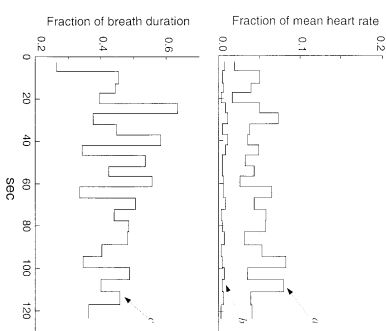 Fraction of breath duration
Fraction of mean heart rate
0.2
0.4
0.6
0.0
0.1
0.2
0
20
40
60
80
100
120
sec
a
b
c